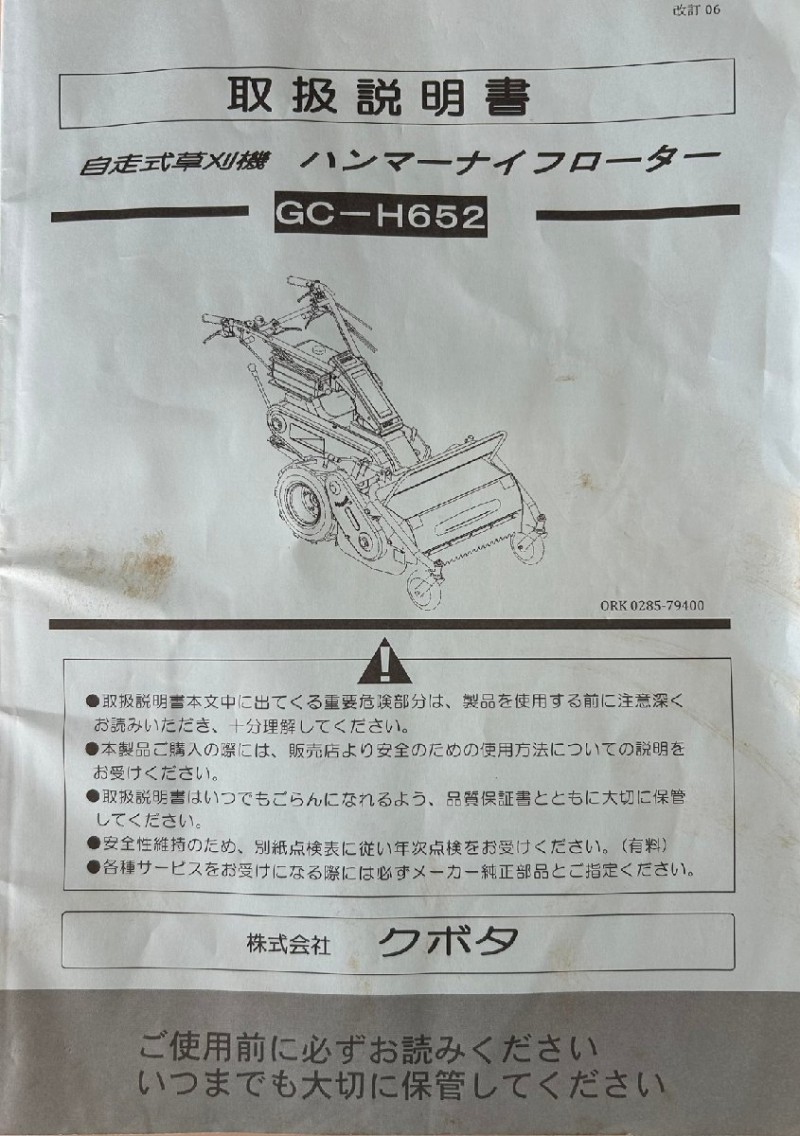 改訂 06
取扱説明書
自走式草刈機 ハンマーナイフローター
GC－H652
ORK 0285-79400
●取扱説明書本文中に出てくる重要危険部分は、製品を使用する前に注意深く
お読みいただき、十分理解してください。
●本製品ご購入の際には、販売店より安全のための使用方法についての説明を
お受けください。
●取扱説明書はいつでもごらんになれるよう、品質保証書とともに大切に保管
してください。
●安全性維持のため、別紙点検表に従い年次点検をお受けください。（有料）
●各種サービスをお受けになる際には必ずメーカー純正部品とご指定ください。
株式会社 クボタ
ご使用前に必ずお読みください
いつまでも大切に保管してください